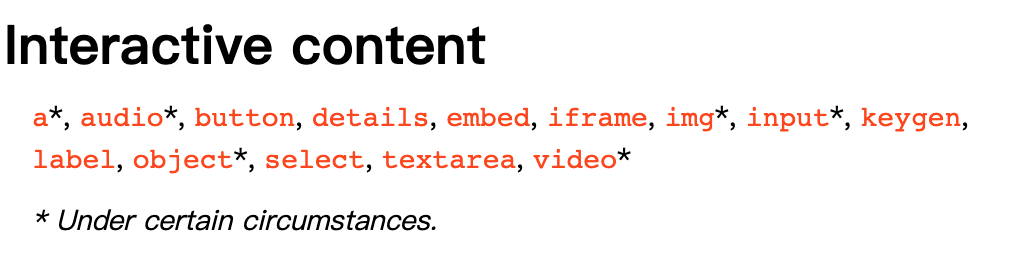 Interactive content
a*, audio*, button, details, embed, iframe, img*, input*, keygen,
label, object*, select, textarea, video*
* Under certain circumstances.